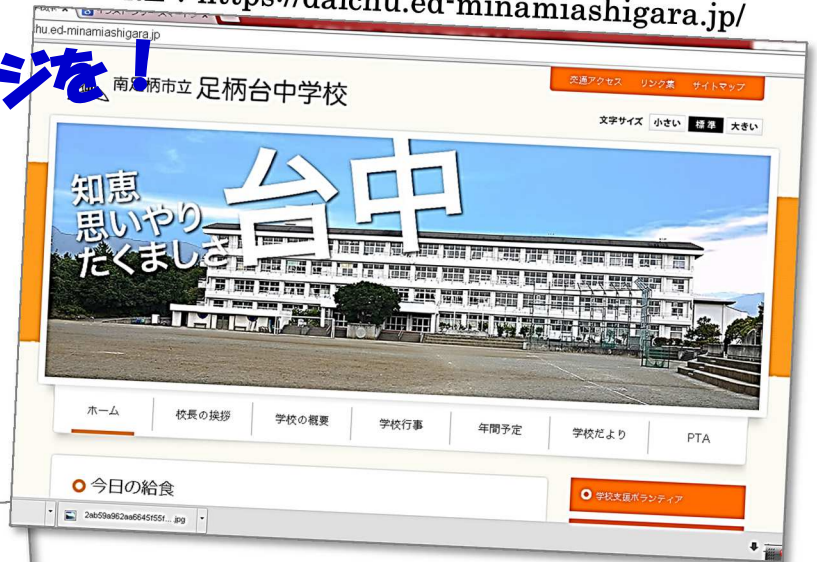 https://daichu.ed-minamiashigara.jp/
hu.ed-minamiashigara.jp
ジを！
南足柄市立 足柄台中学校
交通アクセス リンク集 サイトマップ
文字サイズ 小さい 標準 大きい
知恵
思いやり
たくましさ
台中
ホーム 校長の挨拶 学校の概要 学校行事 年間予定 学校だより PTA
今日の給食
学校支援ボランティア
2ab59a962aa6645f55f... .jpg